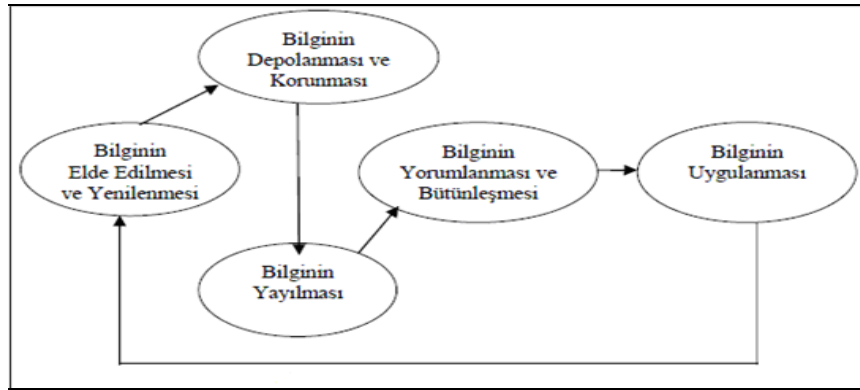 Bilginin
Depolanması ve
Korunması
Bilginin
Elde Edilmesi
ve Yenilenmesi
Bilginin
Yorumlanması ve
Bütünleşmesi
Bilginin
Uygulanması
Bilginin
Yayılması